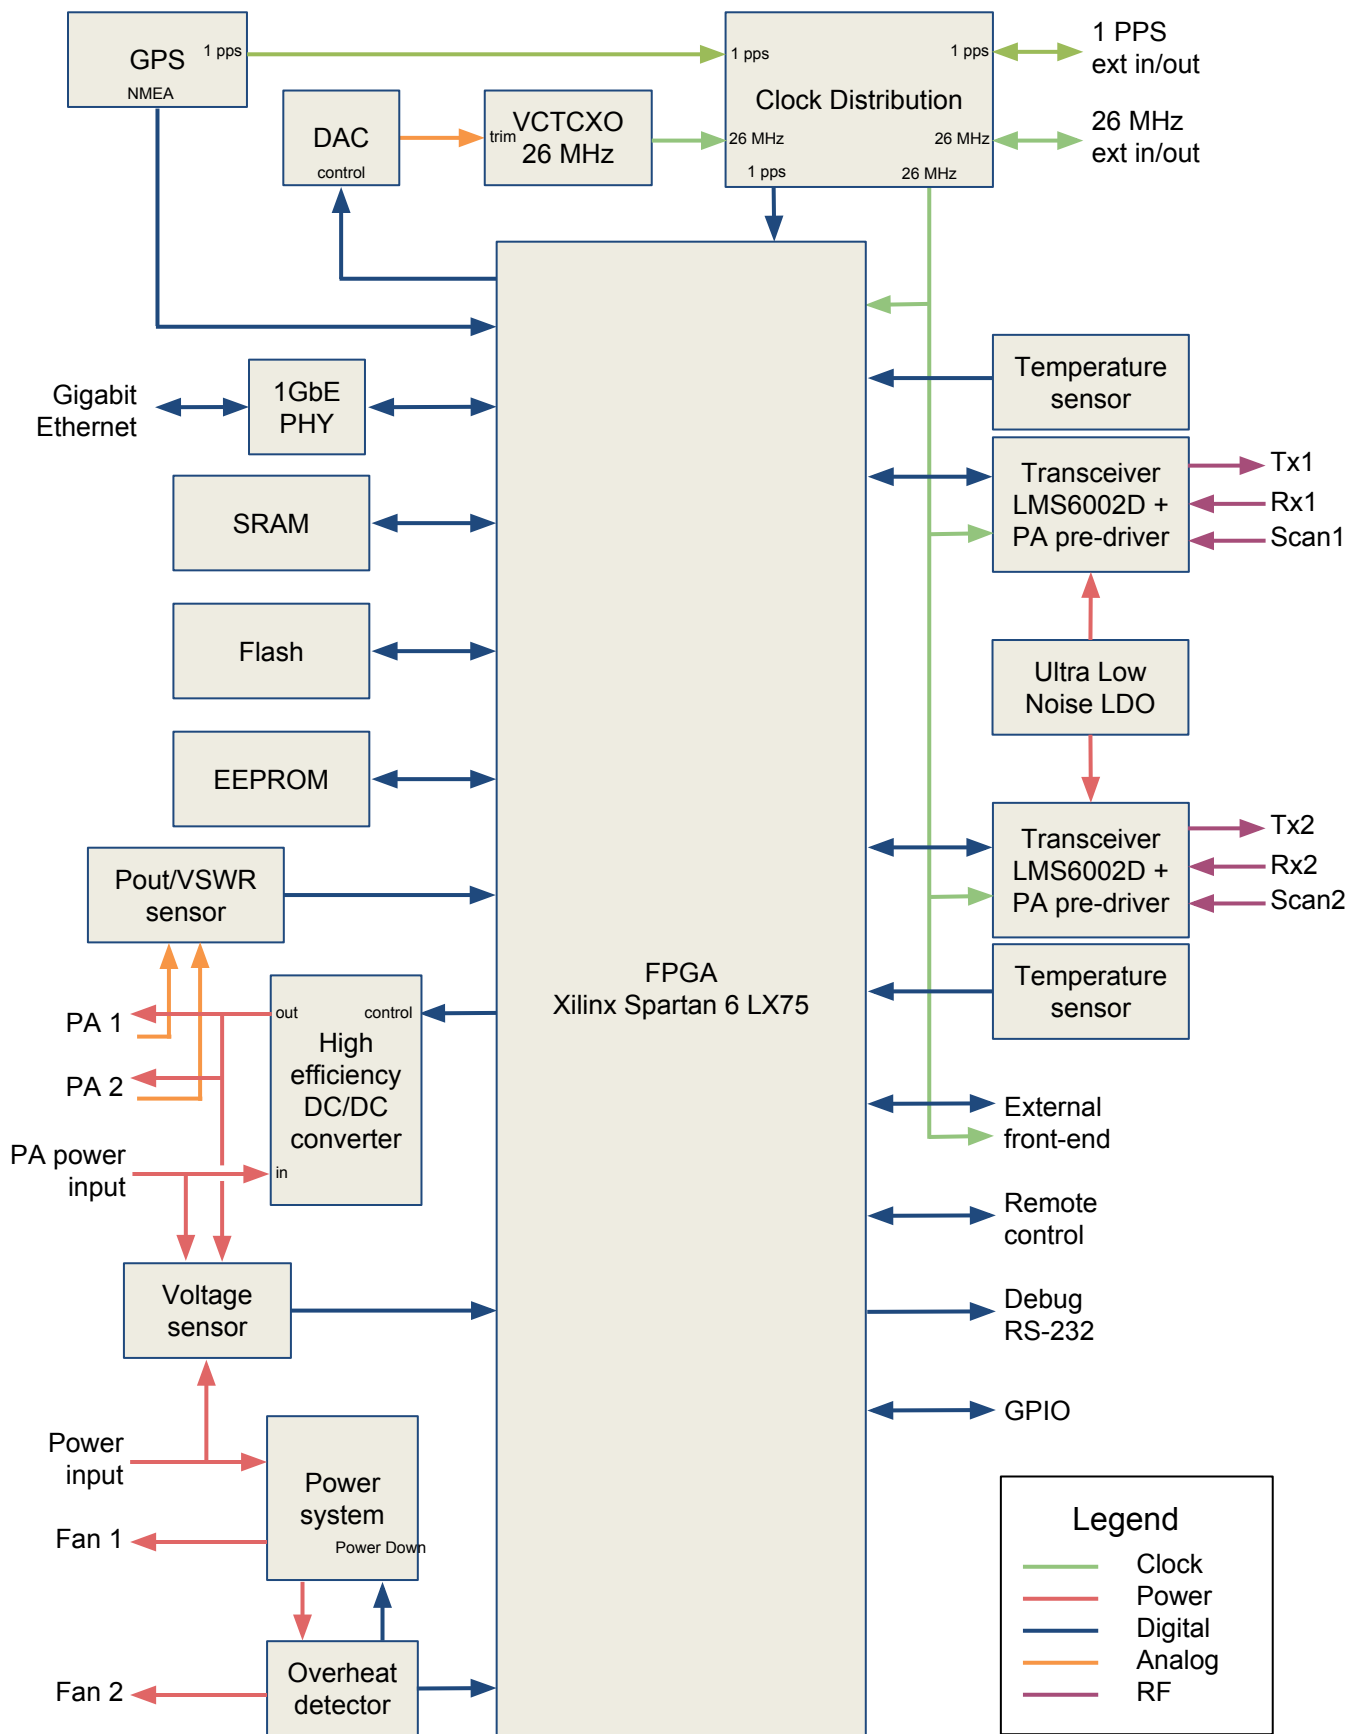 GPS
1 pps
NMEA
DAC
control
VCTCXO
26 MHz
trim
Clock Distribution
1 pps
1 pps
26 MHz
26 MHz
1 pps
26 MHz
1 PPS
ext in/out
26 MHz
ext in/out
Gigabit
Ethernet
1GbE
PHY
SRAM
Flash
EEPROM
Pout/VSWR
sensor
PA 1
PA 2
PA power
input
out
control
High
efficiency
DC/DC
converter
in
Voltage
sensor
Power
input
Fan 1
Power
system
Power Down
Fan 2
Overheat
detector
FPGA
Xilinx Spartan 6 LX75
Temperature
sensor
Transceiver
LMS6002D +
PA pre-driver
Tx1
Rx1
Scan1
Ultra Low
Noise LDO
Transceiver
LMS6002D +
PA pre-driver
Tx2
Rx2
Scan2
Temperature
sensor
External
front-end
Remote
control
Debug
RS-232
GPIO
Legend
Clock
Power
Digital
Analog
RF